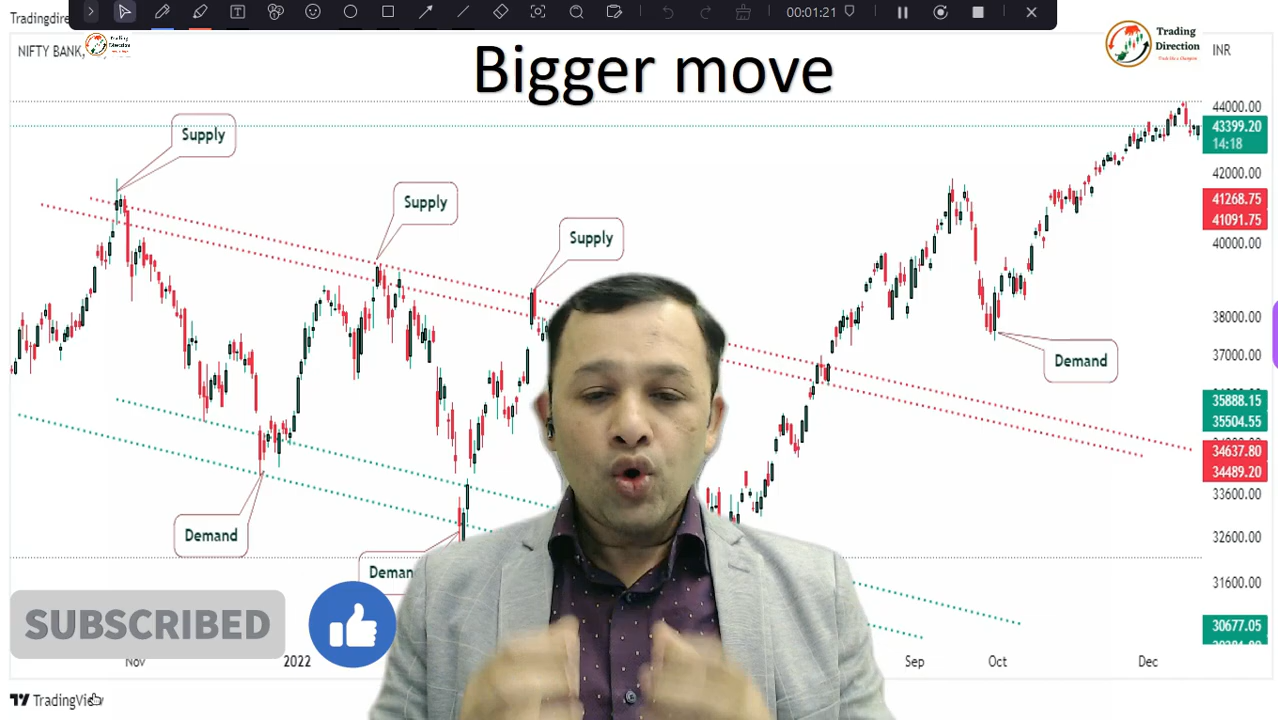 Tradingdire
00:01:21
NIFTY BANK,
Trading
Direction
Bigger move
Trading
Direction
INR
Supply
Supply
Supply
Demand
Demand
Deman
44000.00
43399.20
14:18
42000.00
41268.75
41091.75
40000.00
38000.00
37000.00
35888.15
35504.55
34637.80
34489.20
33600.00
32600.00
31600.00
30677.05
SUBSCRIBED
Nov
2022
Sep
Oct
Dec
TradingView